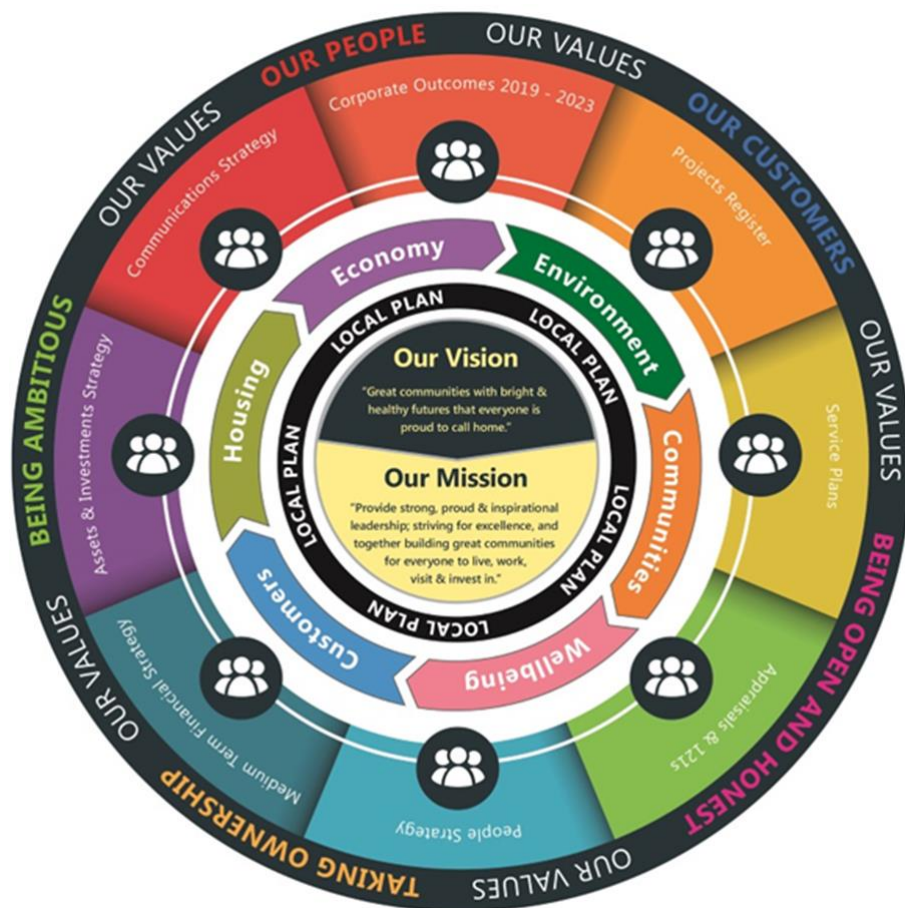 OUR PEOPLE
OUR VALUES
OUR CUSTOMERS
OUR VALUES
BEING OPEN AND HONEST
OUR VALUES
TAKING OWNERSHIP
OUR VALUES
BEING AMBITIOUS
OUR VALUES
Corporate Outcomes 2019 - 2023
Projects Register
Service Plans
Appraisals & 121s
People Strategy
Medium Term Financial Strategy
Assets & Investments Strategy
Communications Strategy
Economy
Environment
Communities
Wellbeing
Customers
Housing
LOCAL PLAN
LOCAL PLAN
LOCAL PLAN
LOCAL PLAN
LOCAL PLAN
LOCAL PLAN
Our Vision
"Great communities with bright &
healthy futures that everyone is
proud to call home."
Our Mission
"Provide strong, proud & inspirational
leadership; striving for excellence, and
together building great communities
for everyone to live, work,
visit & invest in."